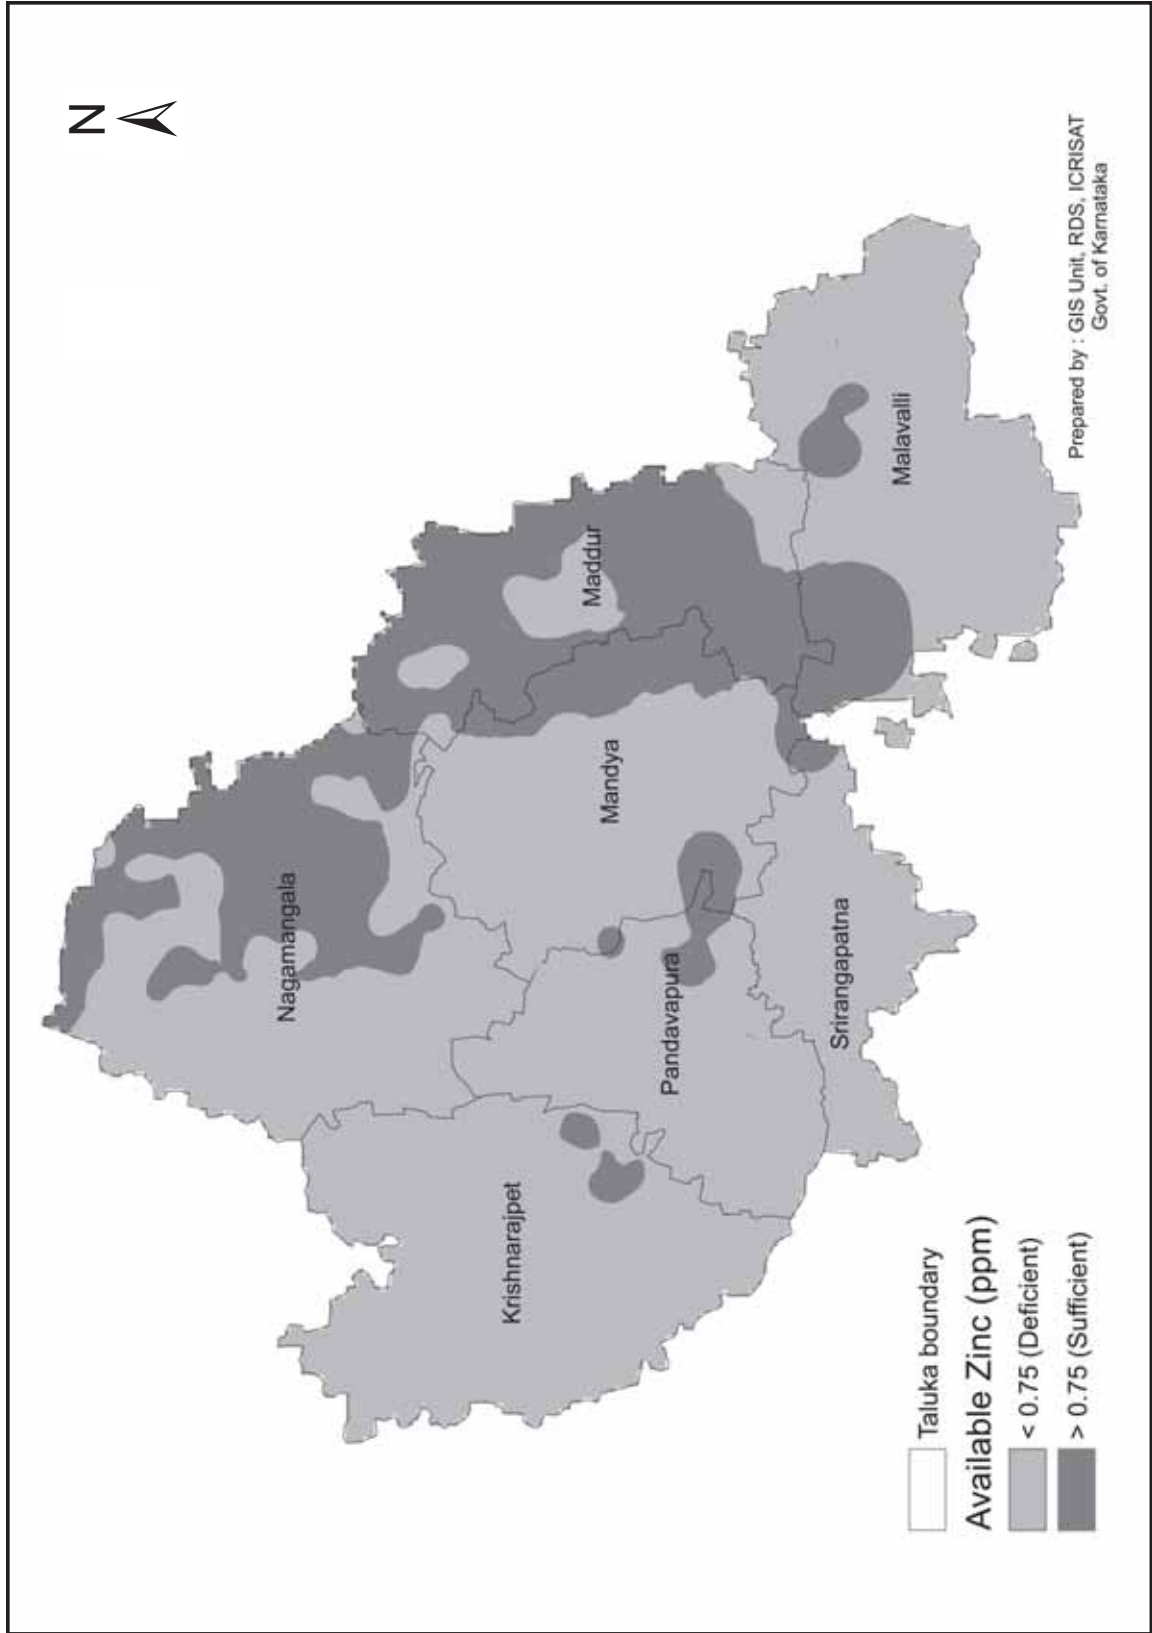 N
Nagamangala
Maddur
Krishnarajpet
Mandya
Pandavapura
Malavalli
Srirangapatna
Taluka boundary
Available Zinc (ppm)
< 0.75 (Deficient)
> 0.75 (Sufficient)
Prepared by : GIS Unit, RDS, ICRISAT
Govt. of Karnataka